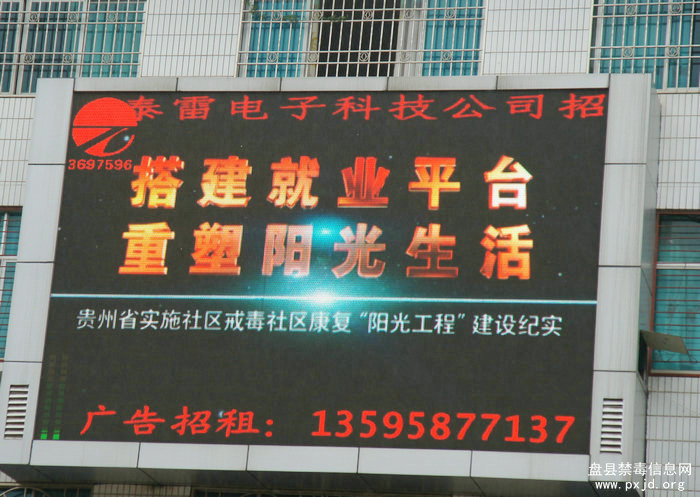 泰雷电子科技公司招
3697596
搭建就业平台
重塑阳光生活
贵州省实施社区戒毒社区康复“阳光工程”建设纪实
广告招租：13595877137
盘县禁毒信息网
www.pxjd.org